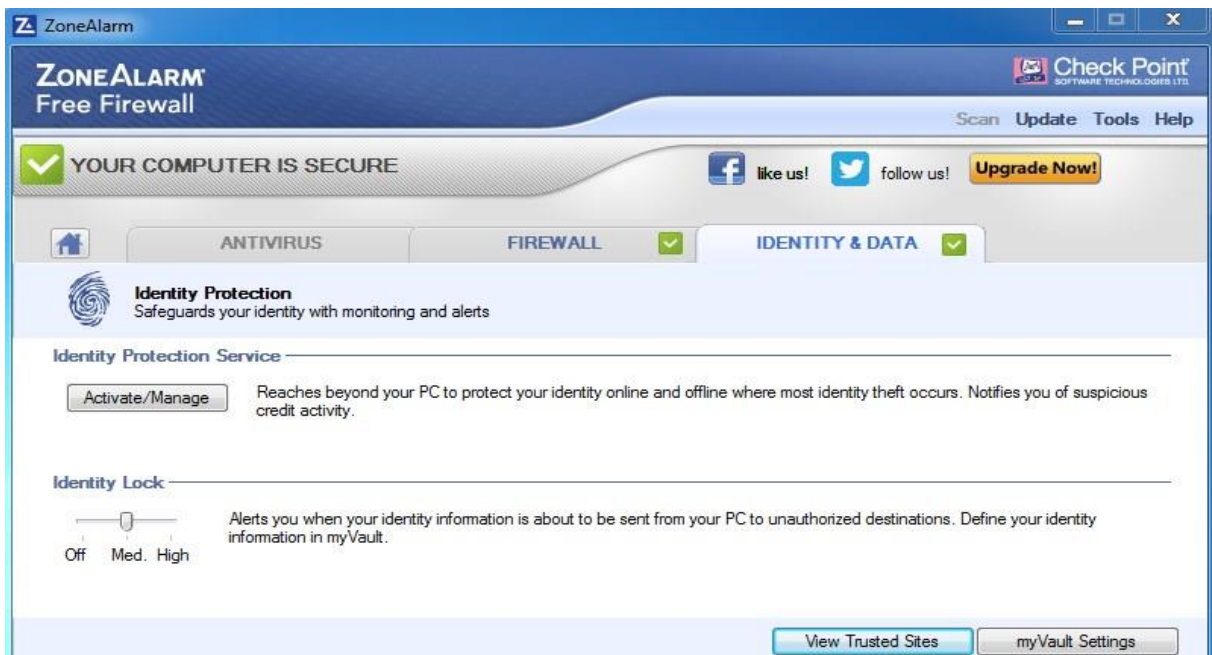 ZoneAlarm
ZONEALARM
Free Firewall
Check Point
SOFTWARE TECHNOLOGIES LTD.
Scan Update Tools Help
YOUR COMPUTER IS SECURE
like us! follow us! Upgrade Now!
ANTIVIRUS FIREWALL IDENTITY & DATA
Identity Protection
Safeguards your identity with monitoring and alerts
Identity Protection Service
Activate/Manage
Reaches beyond your PC to protect your identity online and offline where most identity theft occurs. Notifies you of suspicious
credit activity.
Identity Lock
Alerts you when your identity information is about to be sent from your PC to unauthorized destinations. Define your identity
information in myVault.
Off Med. High
View Trusted Sites myVault Settings